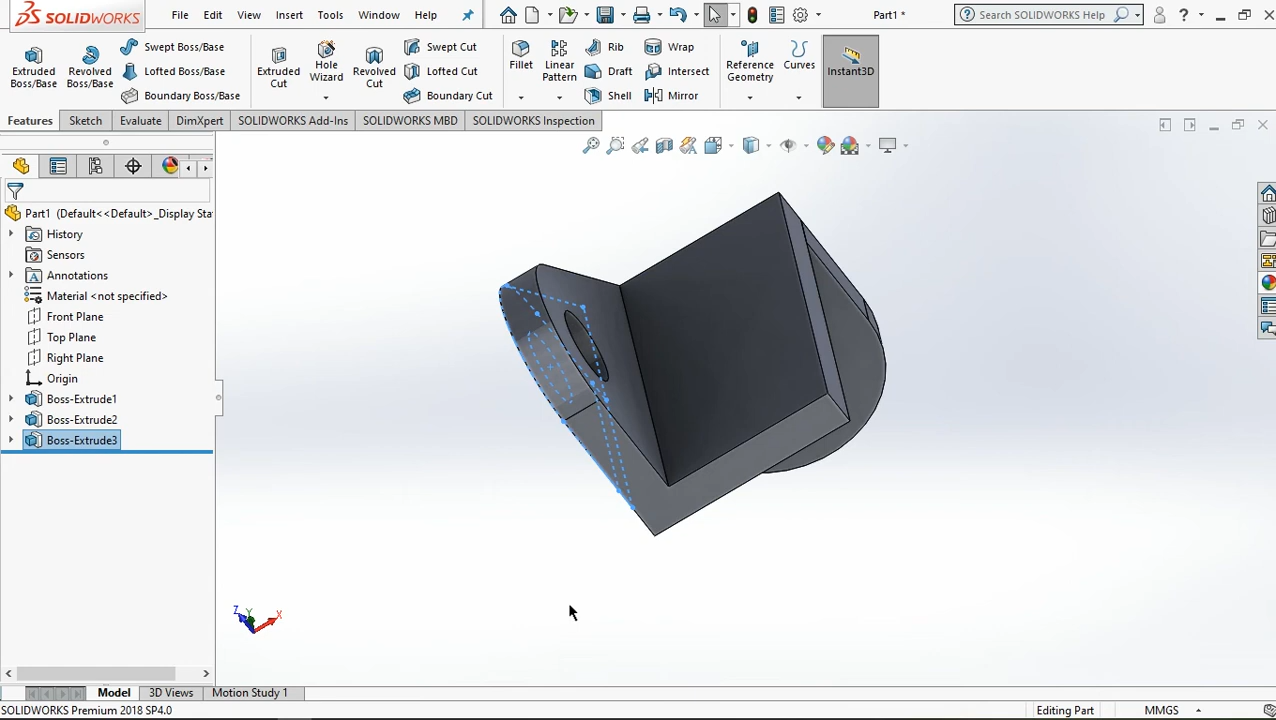 SOLIDWORKS File Edit View Insert Tools Window Help Part1 * Search SOLIDWORKS Help ?
Extruded Boss/Base
Revolved Boss/Base
Swept Boss/Base
Lofted Boss/Base
Boundary Boss/Base
Extruded Cut
Hole Wizard
Revolved Cut
Swept Cut
Lofted Cut
Boundary Cut
Fillet
Linear Pattern
Rib
Draft
Shell
Wrap
Intersect
Mirror
Reference Geometry
Curves
Instant3D
Features Sketch Evaluate DimXpert SOLIDWORKS Add-Ins SOLIDWORKS MBD SOLIDWORKS Inspection
Part1 (Default<<Default>_Display Sta
History
Sensors
Annotations
Material <not specified>
Front Plane
Top Plane
Right Plane
Origin
Boss-Extrude1
Boss-Extrude2
Boss-Extrude3
Z Y X
Model 3D Views Motion Study 1
SOLIDWORKS Premium 2018 SP4.0 Editing Part MMGS